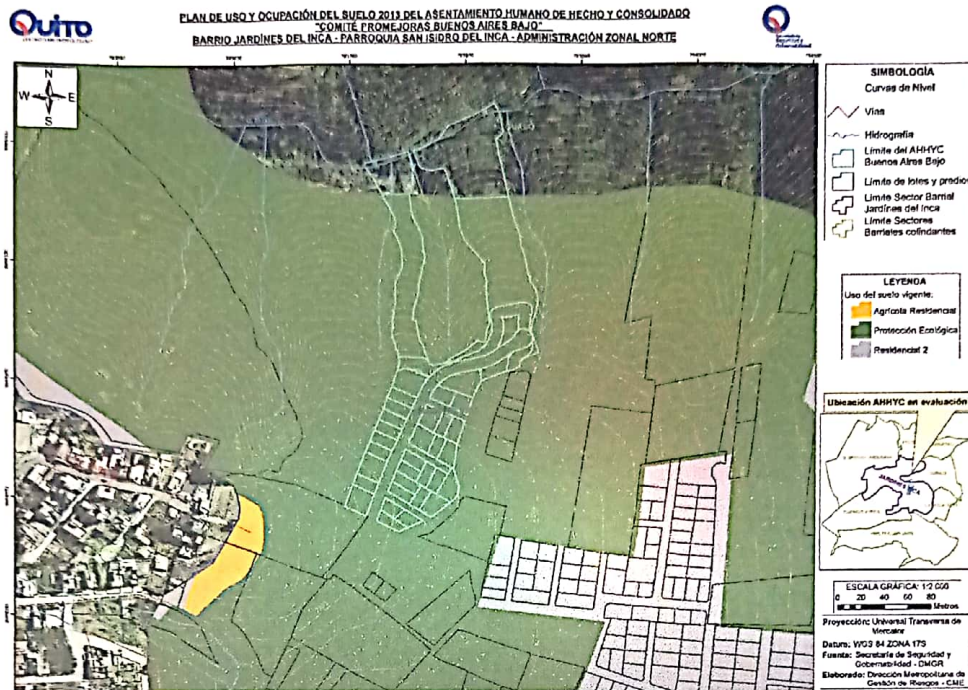 QUITO
PLAN DE USO Y OCUPACIÓN DEL SUELO 2013 DEL ASENTAMIENTO HUMANO DE HECHO Y CONSOLIDADO
"COMITÉ PROMEJORAS BUENOS AIRES BAJO"
BARRIO JARDÍNES DEL INCA - PARROQUIA SAN ISIDRO DEL INCA - ADMINISTRACIÓN ZONAL NORTE
N
W E
S
SIMBOLOGÍA
Curvas de Nivel
Vías
Hidrografía
Límite del AHHYC
Buenos Aires Bajo
Límite de lotes y predios
Límite Sector Barrial
Jardines del Inca
Límite Sectores
Barriales colindantes
LEYENDA
Uso del suelo vigente:
Agrícola Residencial
Protección Ecológica
Residencial 2
Ubicación AHHYC en evaluación
ESCALA GRÁFICA: 1:2 000
0 20 40 60 80
Metros
Proyección: Universal Transversa de
Mercator
Datum: WGS 84 ZONA 17S
Fuente: Secretaría de Seguridad y
Gobernabilidad - DMGR
Elaborado: Dirección Metropolitana de
Gestión de Riesgos - CME